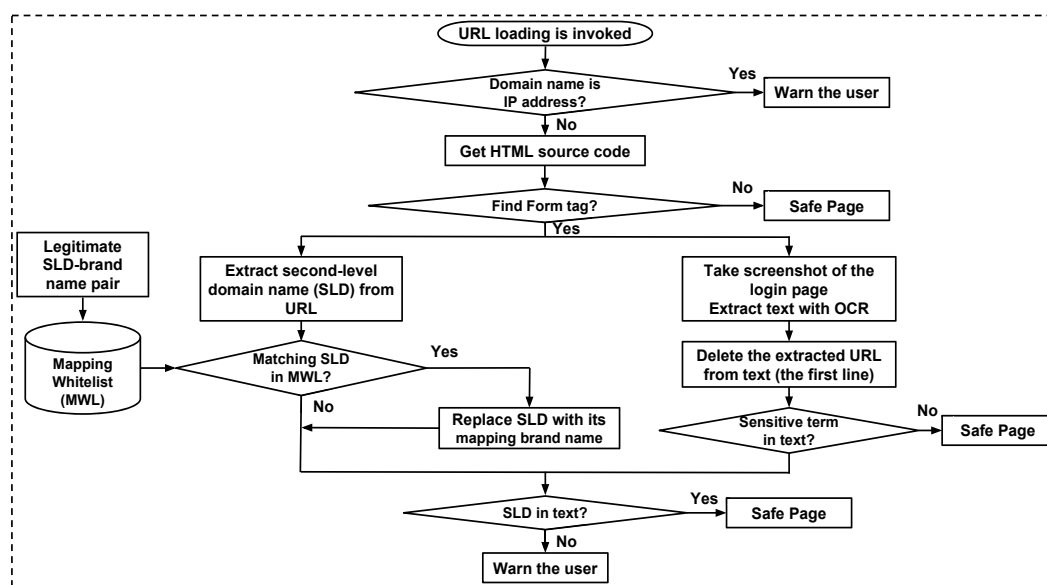 URL loading is invoked
Domain name is
IP address?
Yes
Warn the user
No
Get HTML source code
Find Form tag?
No
Safe Page
Yes
Legitimate
SLD-brand
name pair
Mapping
Whitelist
(MWL)
Extract second-level
domain name (SLD) from
URL
Matching SLD
in MWL?
Yes
No
Replace SLD with its
mapping brand name
Take screenshot of the
login page
Extract text with OCR
Delete the extracted URL
from text (the first line)
Sensitive term
in text?
No
Safe Page
SLD in text?
Yes
Safe Page
No
Warn the user